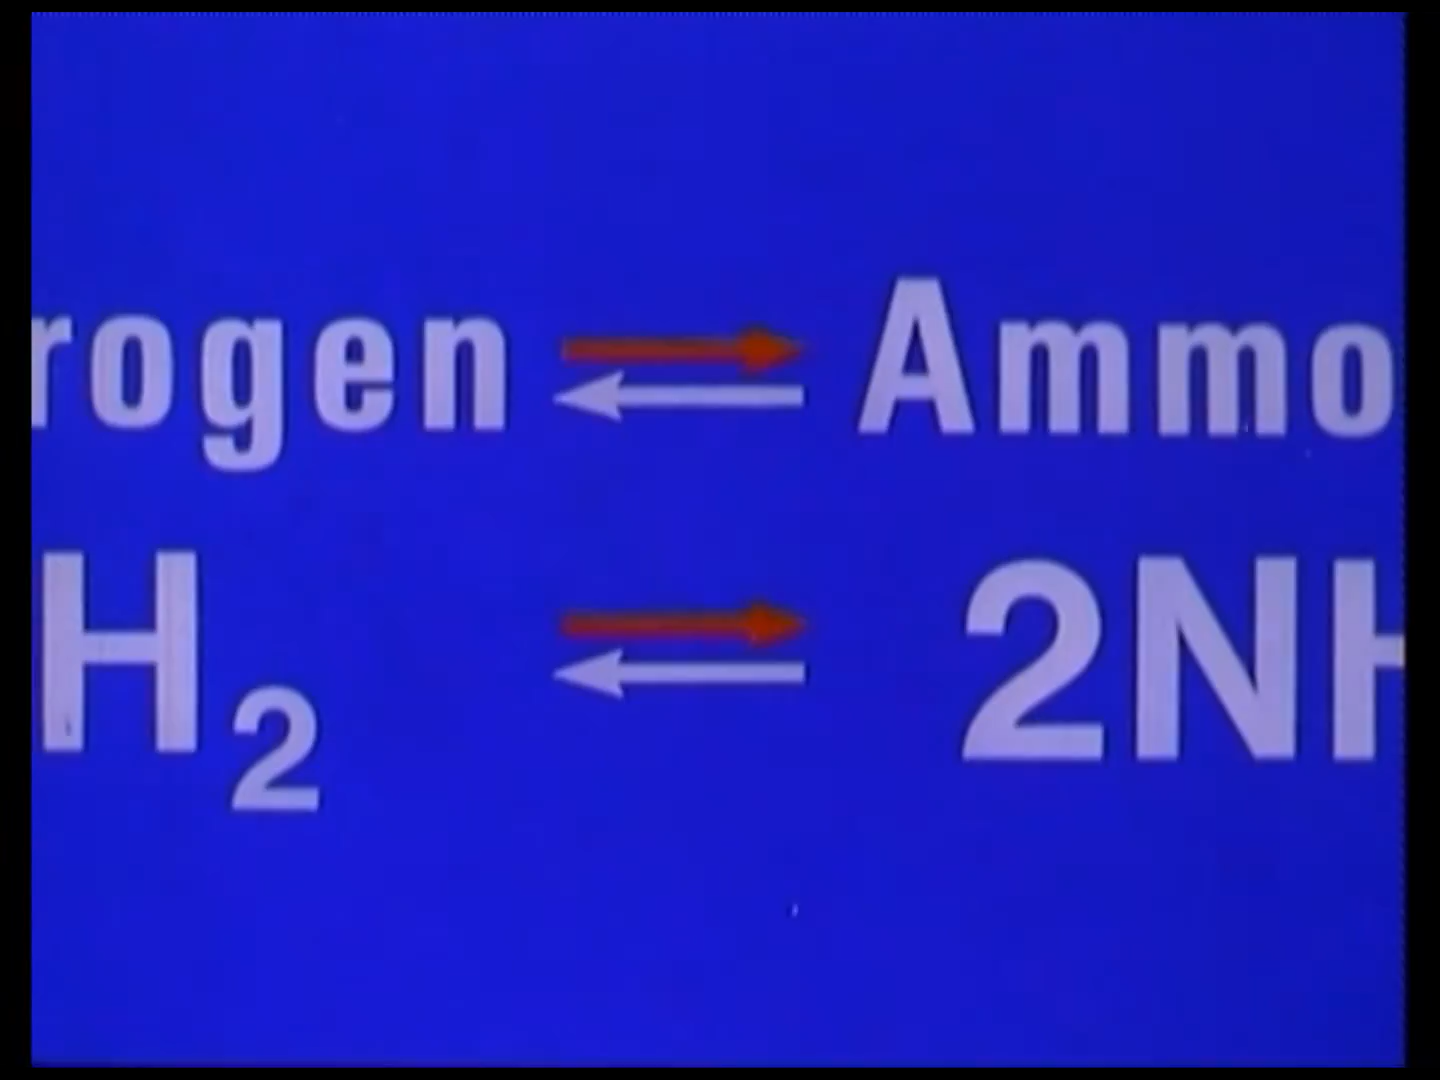 rogen ⇌ Ammo
H₂ ⇌ 2NH